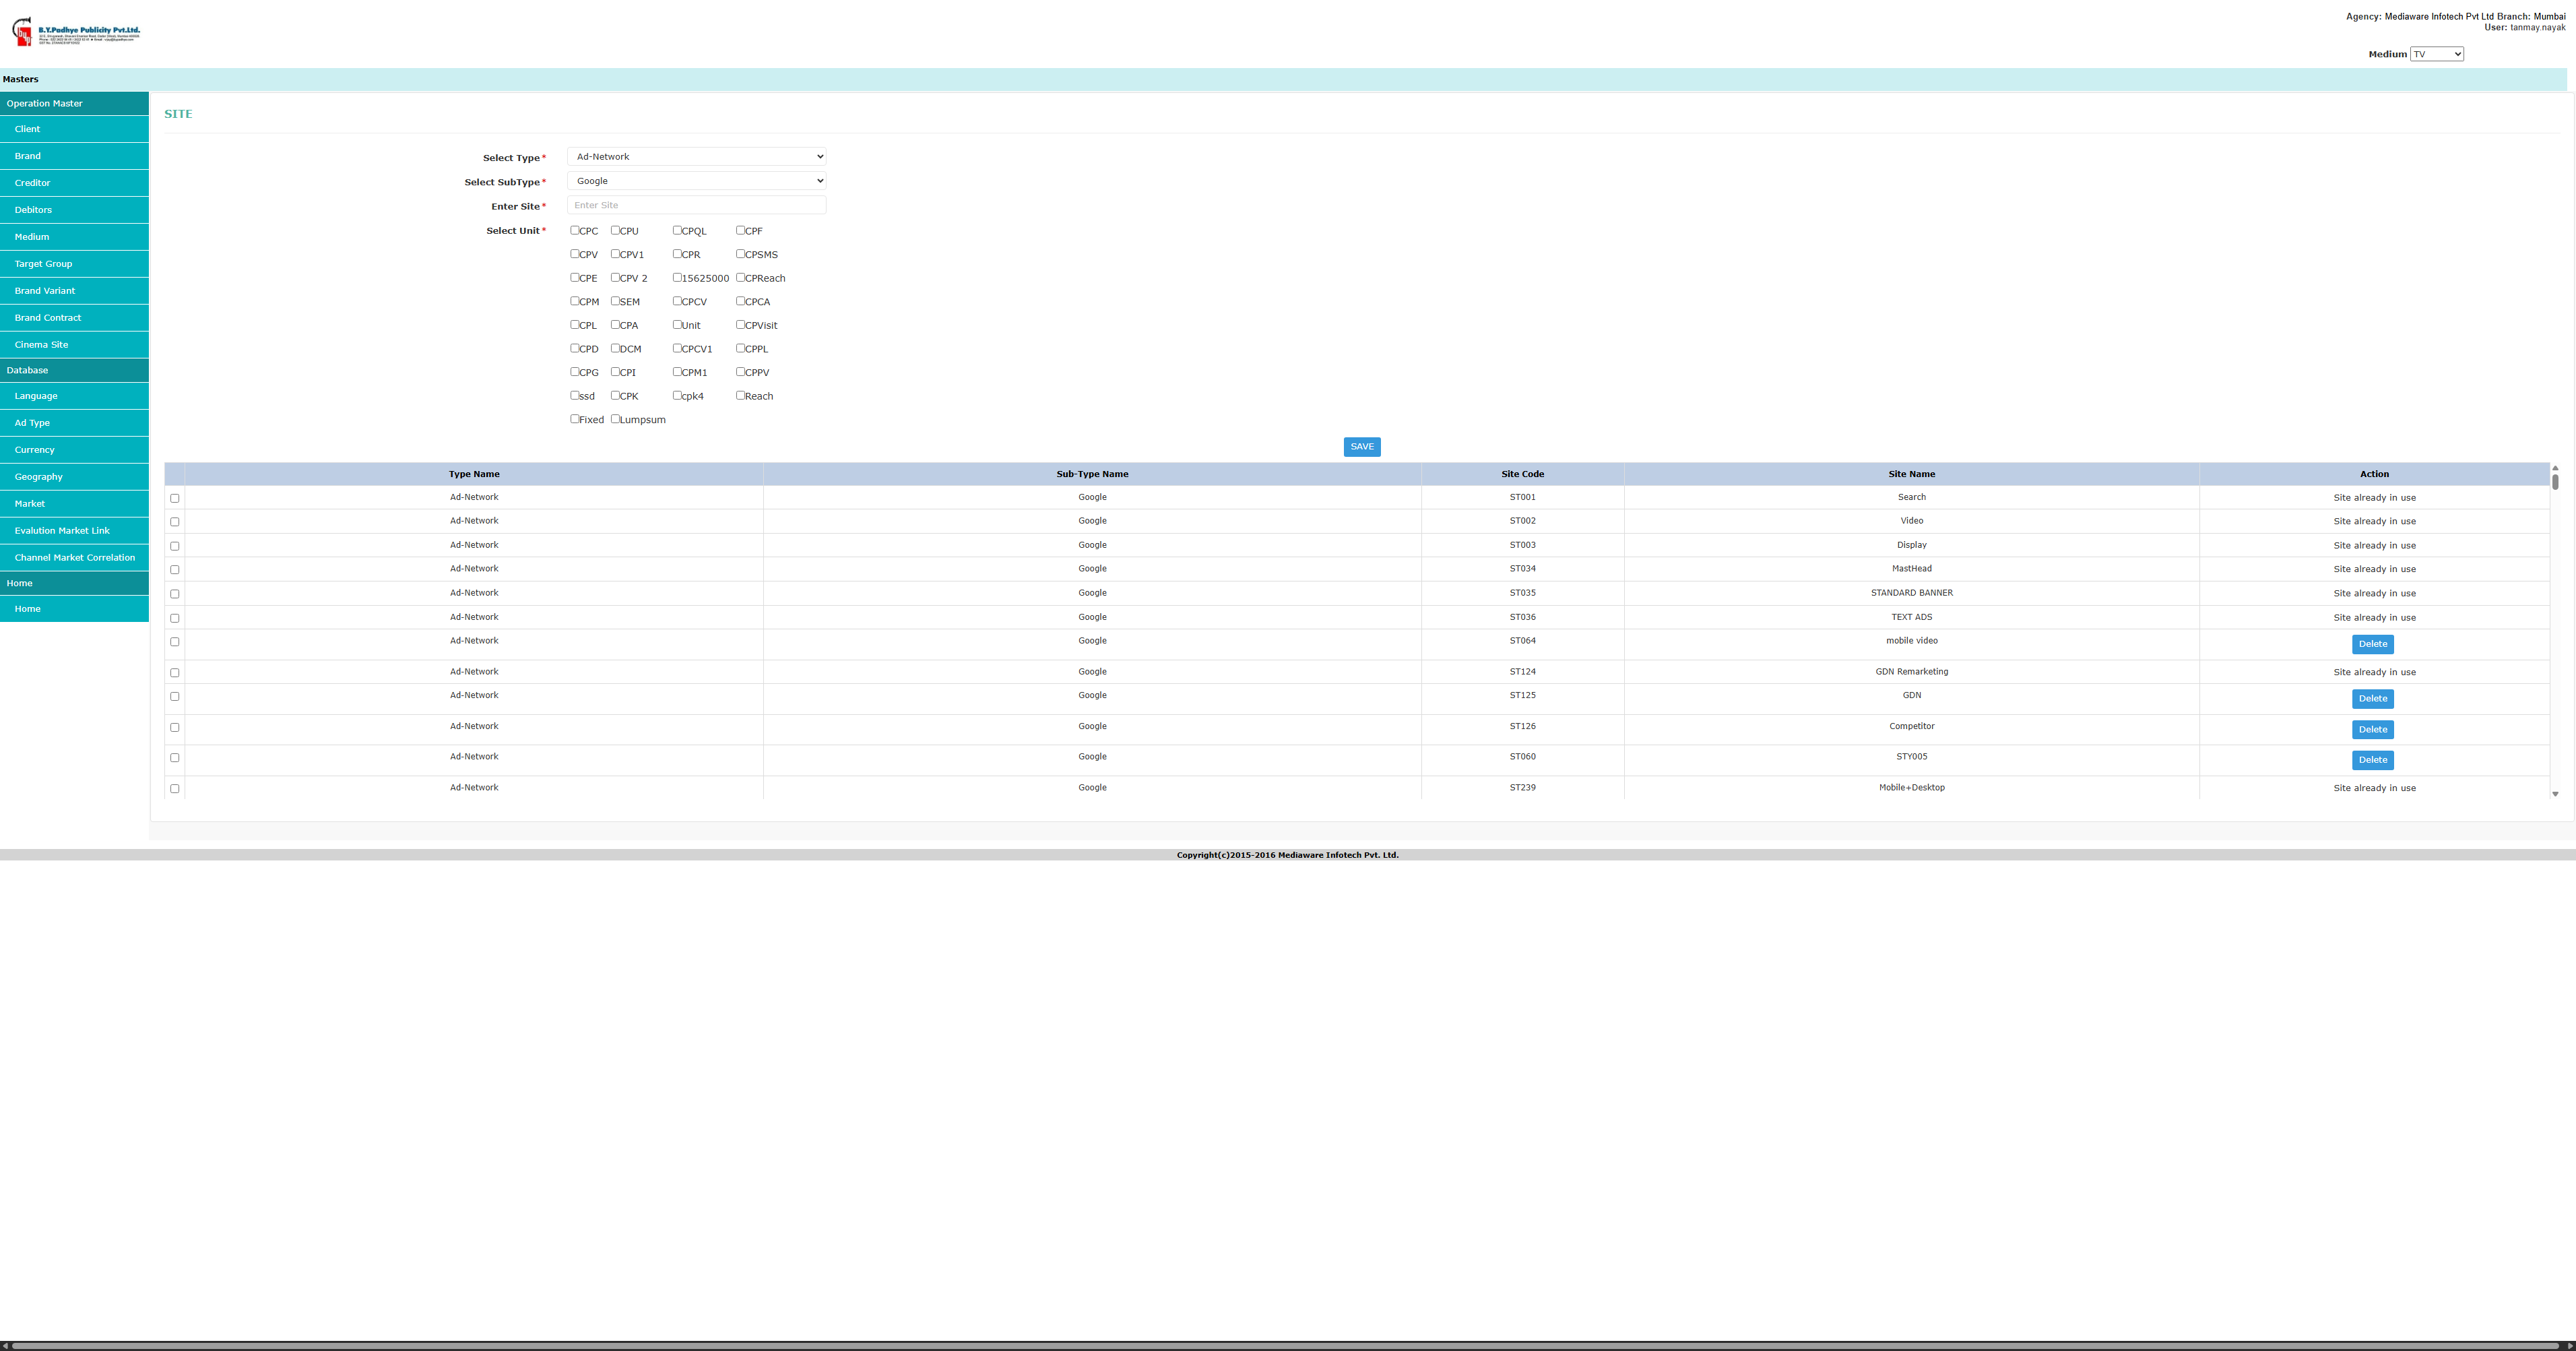 B.Y.Padhye Publicity Pvt.Ltd.
Agency: Mediaware Infotech Pvt Ltd Branch: Mumbai
User: tanmay.nayak
Medium TV
Masters
Operation Master
Client
Brand
Creditor
Debitors
Medium
Target Group
Brand Variant
Brand Contract
Cinema Site
Database
Language
Ad Type
Currency
Geography
Market
Evalution Market Link
Channel Market Correlation
Home
Home
SITE
Select Type* Ad-Network
Select SubType* Google
Enter Site* Enter Site
Select Unit* CPC CPU CPQL CPF
CPV CPV1 CPR CPSMS
CPE CPV 2 15625000 CPReach
CPM SEM CPCV CPCA
CPL CPA Unit CPVisit
CPD DCM CPCV1 CPPL
CPG CPI CPM1 CPPV
ssd CPK cpk4 Reach
Fixed Lumpsum
SAVE
Type Name Sub-Type Name Site Code Site Name Action
Ad-Network Google ST001 Search Site already in use
Ad-Network Google ST002 Video Site already in use
Ad-Network Google ST003 Display Site already in use
Ad-Network Google ST034 MastHead Site already in use
Ad-Network Google ST035 STANDARD BANNER Site already in use
Ad-Network Google ST036 TEXT ADS Site already in use
Ad-Network Google ST064 mobile video Delete
Ad-Network Google ST124 GDN Remarketing Site already in use
Ad-Network Google ST125 GDN Delete
Ad-Network Google ST126 Competitor Delete
Ad-Network Google ST060 STY005 Delete
Ad-Network Google ST239 Mobile+Desktop Site already in use
Copyright(c)2015-2016 Mediaware Infotech Pvt. Ltd.